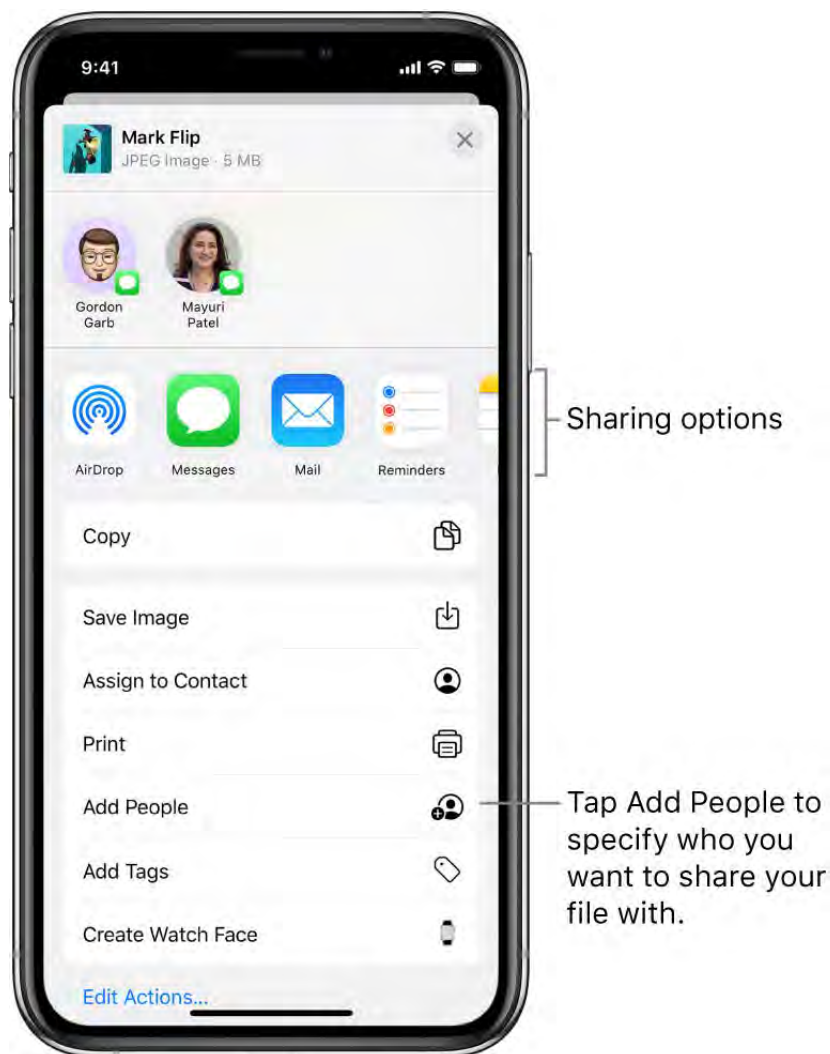 9:41
Mark Flip
JPEG Image · 5 MB
Gordon
Garb
Mayuri
Patel
AirDrop
Messages
Mail
Reminders
Sharing options
Copy
Save Image
Assign to Contact
Print
Add People
Tap Add People to
specify who you
want to share your
file with.
Add Tags
Create Watch Face
Edit Actions...